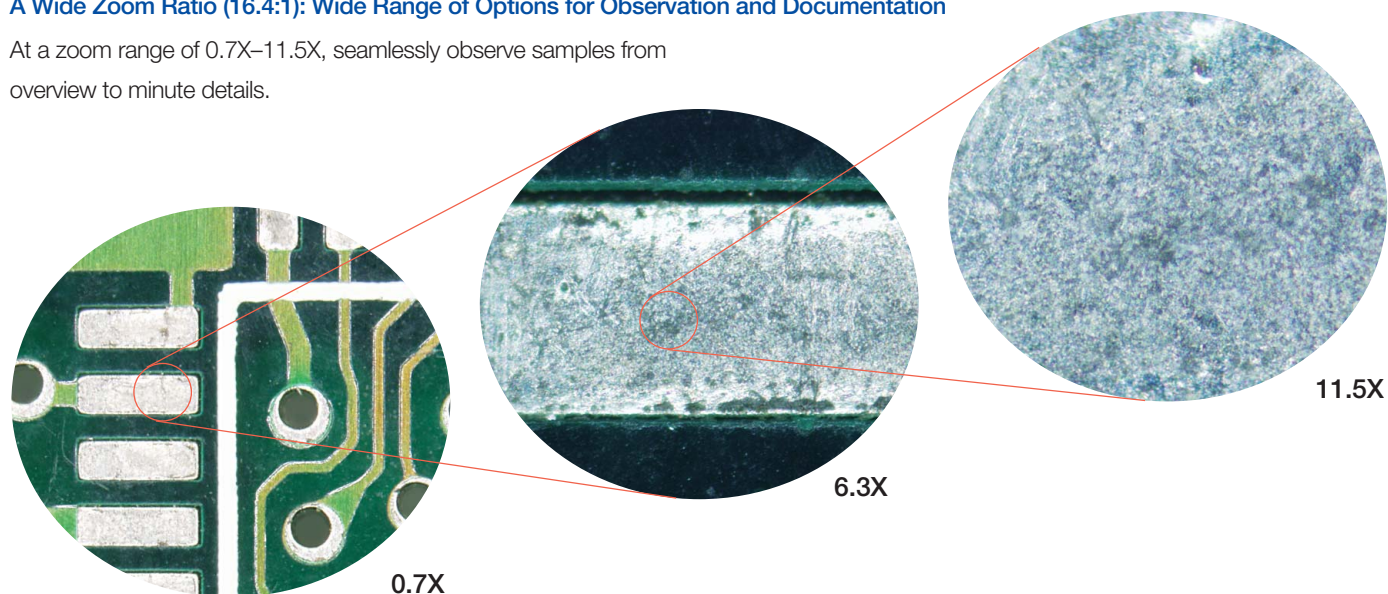 A Wide Zoom Ratio (16.4:1): Wide Range of Options for Observation and Documentation
At a zoom range of 0.7X–11.5X, seamlessly observe samples from
overview to minute details.
11.5X
6.3X
0.7X